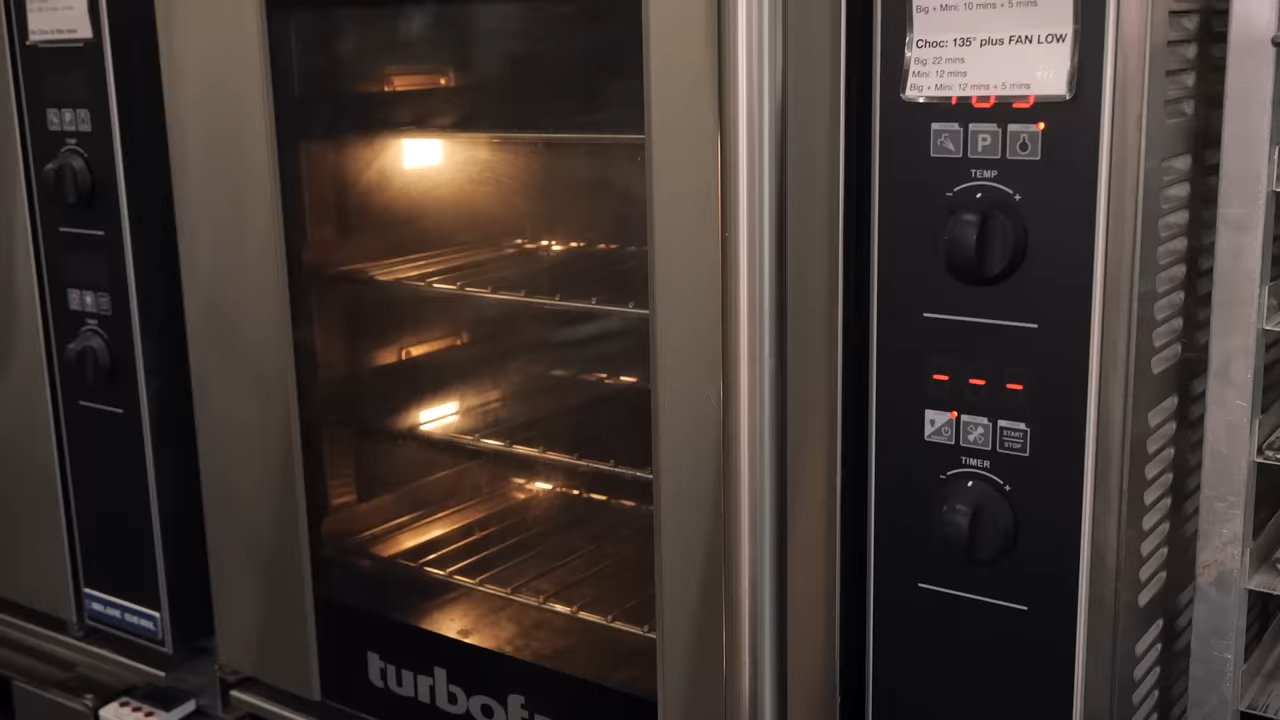 Big + Mini: 10 mins + 5 mins
Choc: 135° plus FAN LOW
Big: 22 mins
Mini: 12 mins
Big + Mini: 12 mins + 5 mins
P
TEMP
- +
- - -
START
STOP
TIMER
- +
turbof